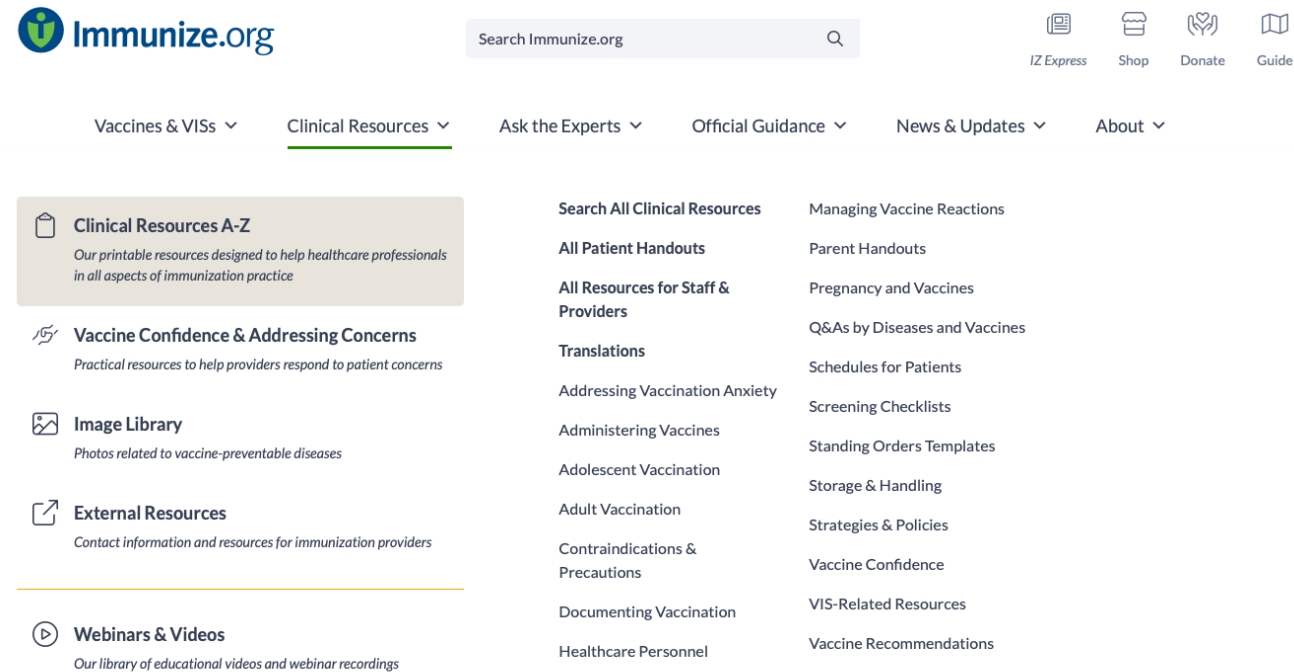 Immunize.org
Search Immunize.org
IZ Express
Shop
Donate
Guide
Vaccines & VISs
Clinical Resources
Ask the Experts
Official Guidance
News & Updates
About
Clinical Resources A-Z
Our printable resources designed to help healthcare professionals
in all aspects of immunization practice
Vaccine Confidence & Addressing Concerns
Practical resources to help providers respond to patient concerns
Image Library
Photos related to vaccine-preventable diseases
External Resources
Contact information and resources for immunization providers
Webinars & Videos
Our library of educational videos and webinar recordings
Search All Clinical Resources
All Patient Handouts
All Resources for Staff &
Providers
Translations
Addressing Vaccination Anxiety
Administering Vaccines
Adolescent Vaccination
Adult Vaccination
Contraindications &
Precautions
Documenting Vaccination
Healthcare Personnel
Managing Vaccine Reactions
Parent Handouts
Pregnancy and Vaccines
Q&As by Diseases and Vaccines
Schedules for Patients
Screening Checklists
Standing Orders Templates
Storage & Handling
Strategies & Policies
Vaccine Confidence
VIS-Related Resources
Vaccine Recommendations